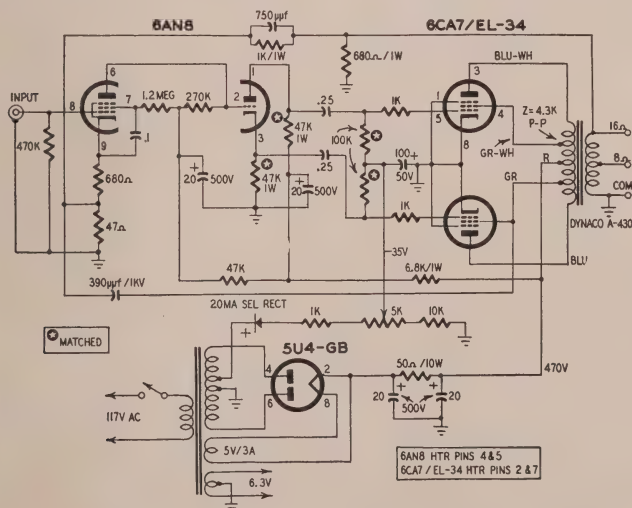 750μμf
6AN8
6CA7/EL-34
1K/1W
680Ω/1W
BLU-WH
6
1
3
INPUT
8
7
1.2 MEG
270K
2
.25
1K
1
5
4
Z= 4.3K
P-P
16Ω
9
.1
3
47K
1W
100K
100+
50V
8
GR-WH
R
8Ω
470K
680Ω
+
20
500V
47K
1W
.25
+
20
500V
GR
COM
DYNACO A-430
47Ω
1K
-35V
BLU
390μμf/1KV
47K
6.8K/1W
20MA SEL RECT
1K
5K
10K
+
MATCHED
5U4-GB
470V
4
2
50Ω/10W
117V AC
6
8
20
+
500V
+
20
5V/3A
6.3V
6AN8 HTR PINS 4&5
6CA7/EL-34 HTR PINS 2&7